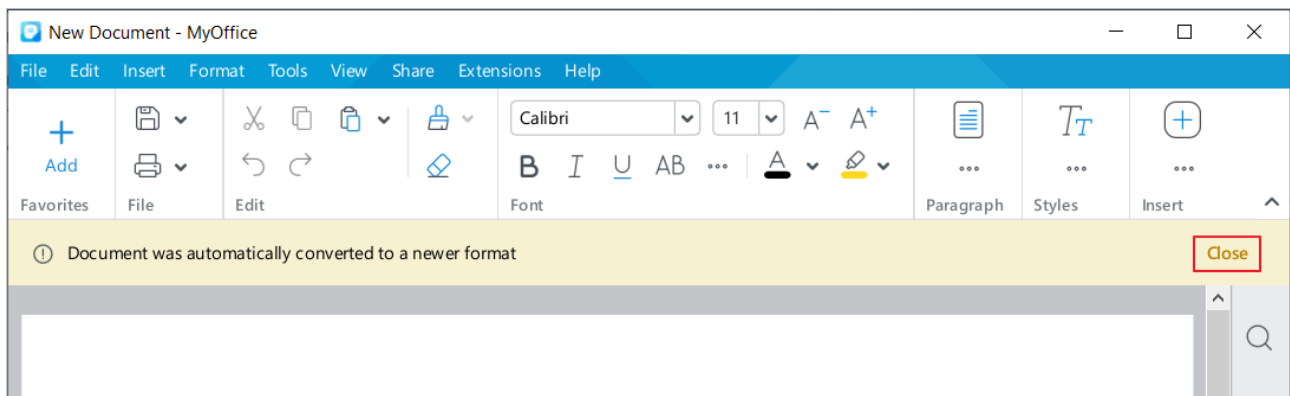 New Document - MyOffice
File Edit Insert Format Tools View Share Extensions Help
Calibri 11 A⁻ A⁺
Add B I U AB A
Favorites File Edit Font Paragraph Styles Insert
Document was automatically converted to a newer format Close